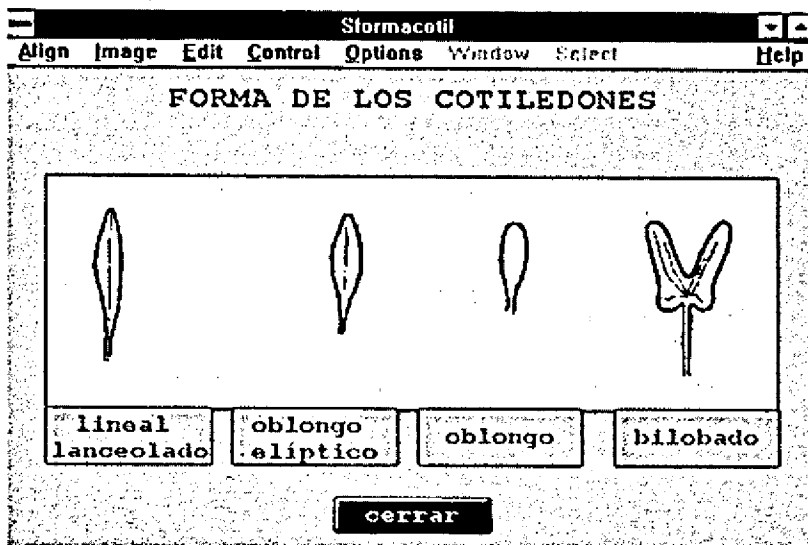 Sformacotil
Align Image Edit Control Options Window Select Help
FORMA DE LOS COTILEDONES
lineal
lanceolado
oblongo
elíptico
oblongo
bilobado
cerrar